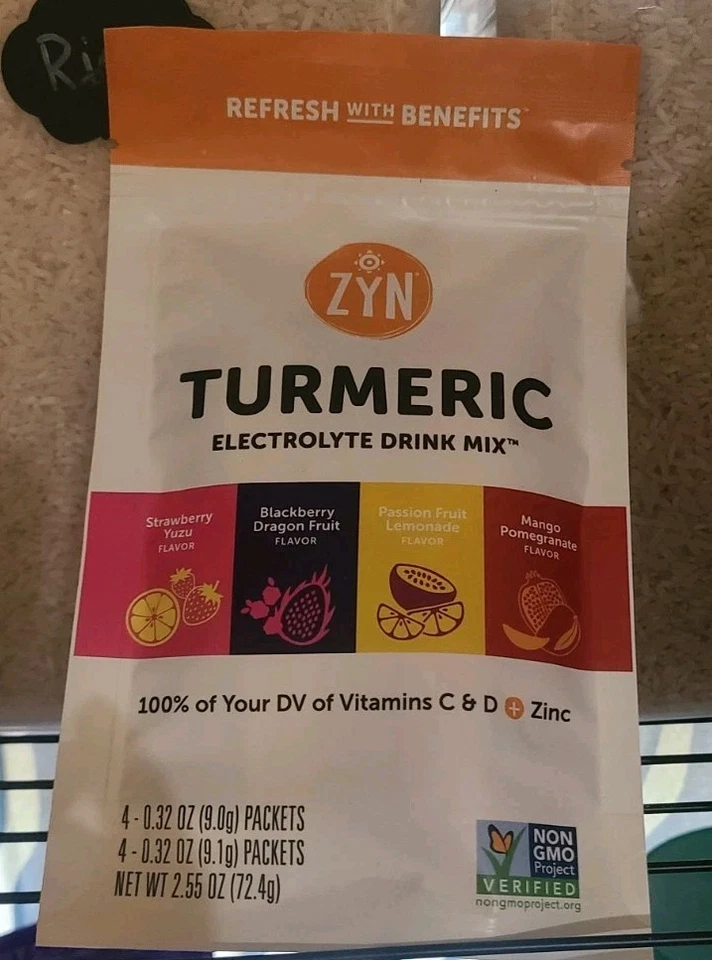 REFRESH WITH BENEFITS™
ZYN
TURMERIC
ELECTROLYTE DRINK MIX™
Strawberry
Yuzu
FLAVOR
Blackberry
Dragon Fruit
FLAVOR
Passion Fruit
Lemonade
FLAVOR
Mango
Pomegranate
FLAVOR
100% of Your DV of Vitamins C & D + Zinc
4 - 0.32 OZ (9.0g) PACKETS
4 - 0.32 OZ (9.1g) PACKETS
NET WT 2.55 OZ (72.4g)
NON
GMO
Project
VERIFIED
nongmoproject.org